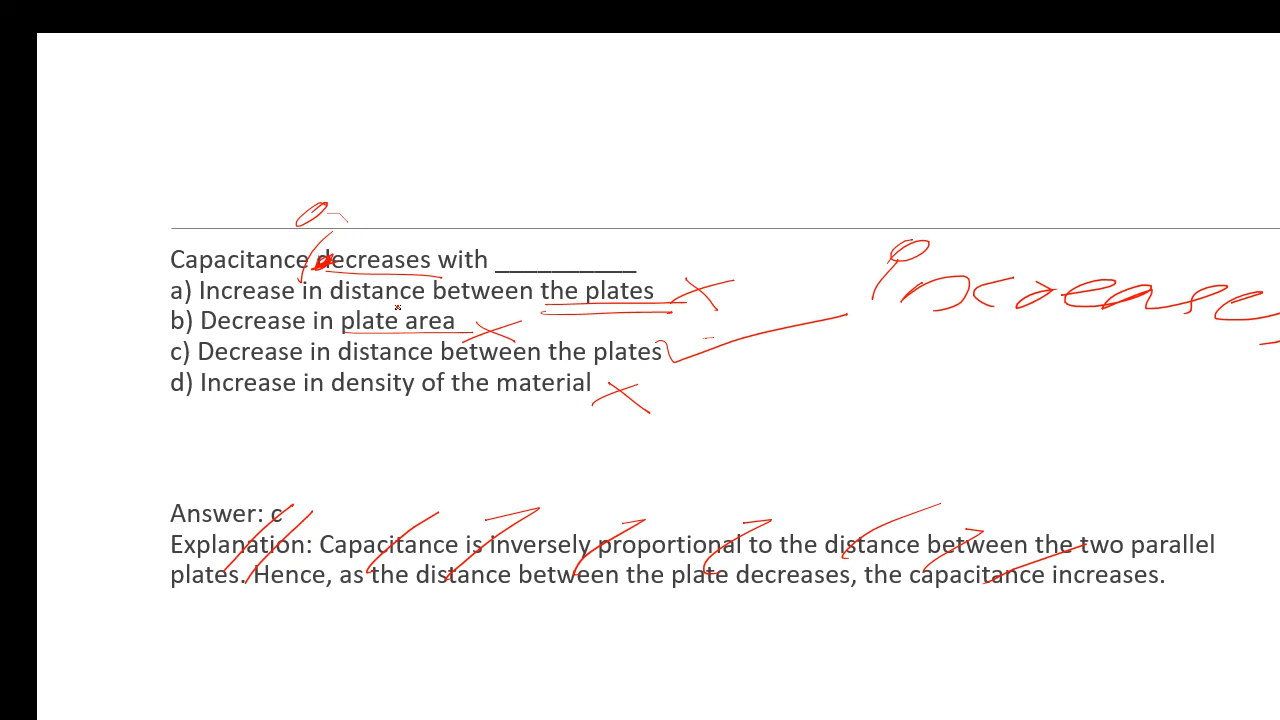 Capacitance decreases with __________
a) Increase in distance between the plates
b) Decrease in plate area
c) Decrease in distance between the plates
d) Increase in density of the material
Increases
Answer: c
Explanation: Capacitance is inversely proportional to the distance between the two parallel
plates. Hence, as the distance between the plate decreases, the capacitance increases.